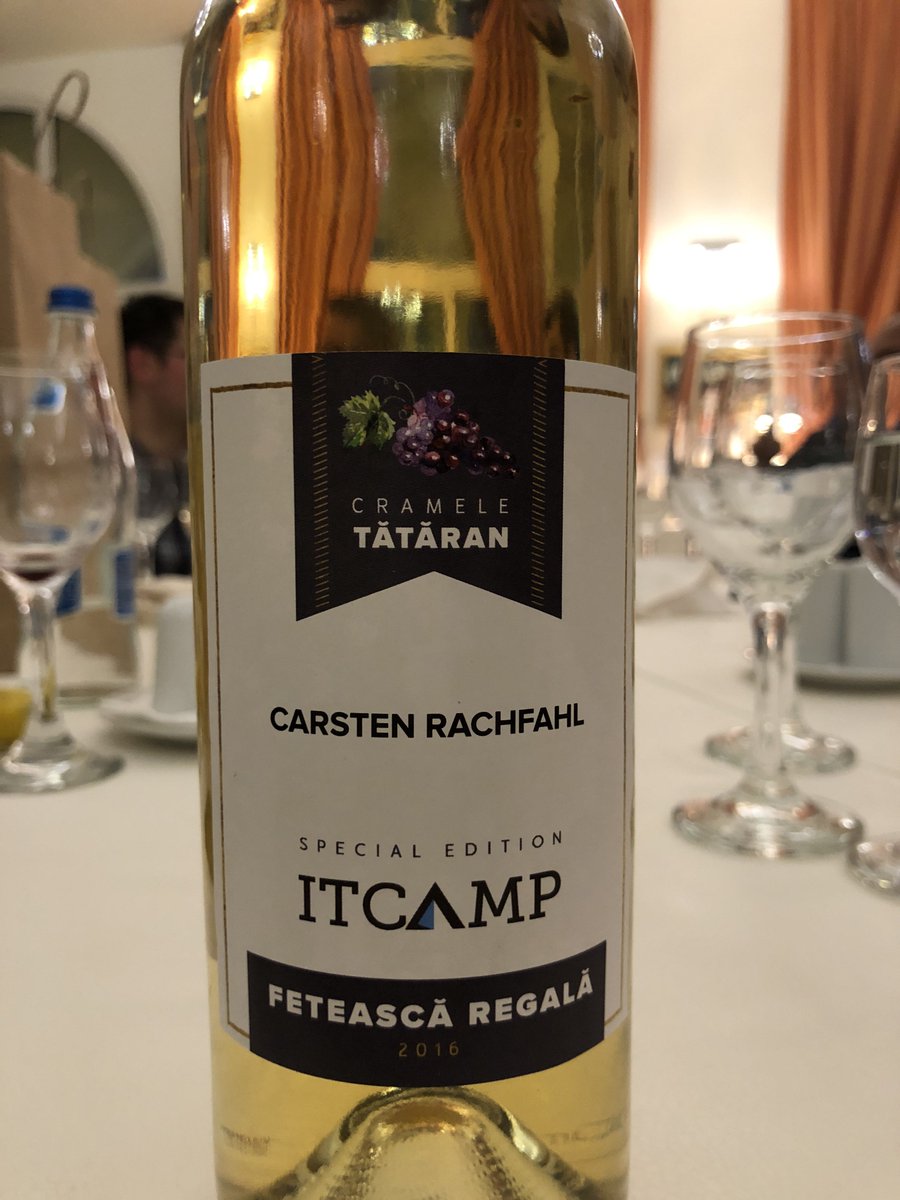 CRAMELE
TĂTĂRAN
CARSTEN RACHFAHL
SPECIAL EDITION
ITCAMP
FETEASCĂ REGALĂ
2016